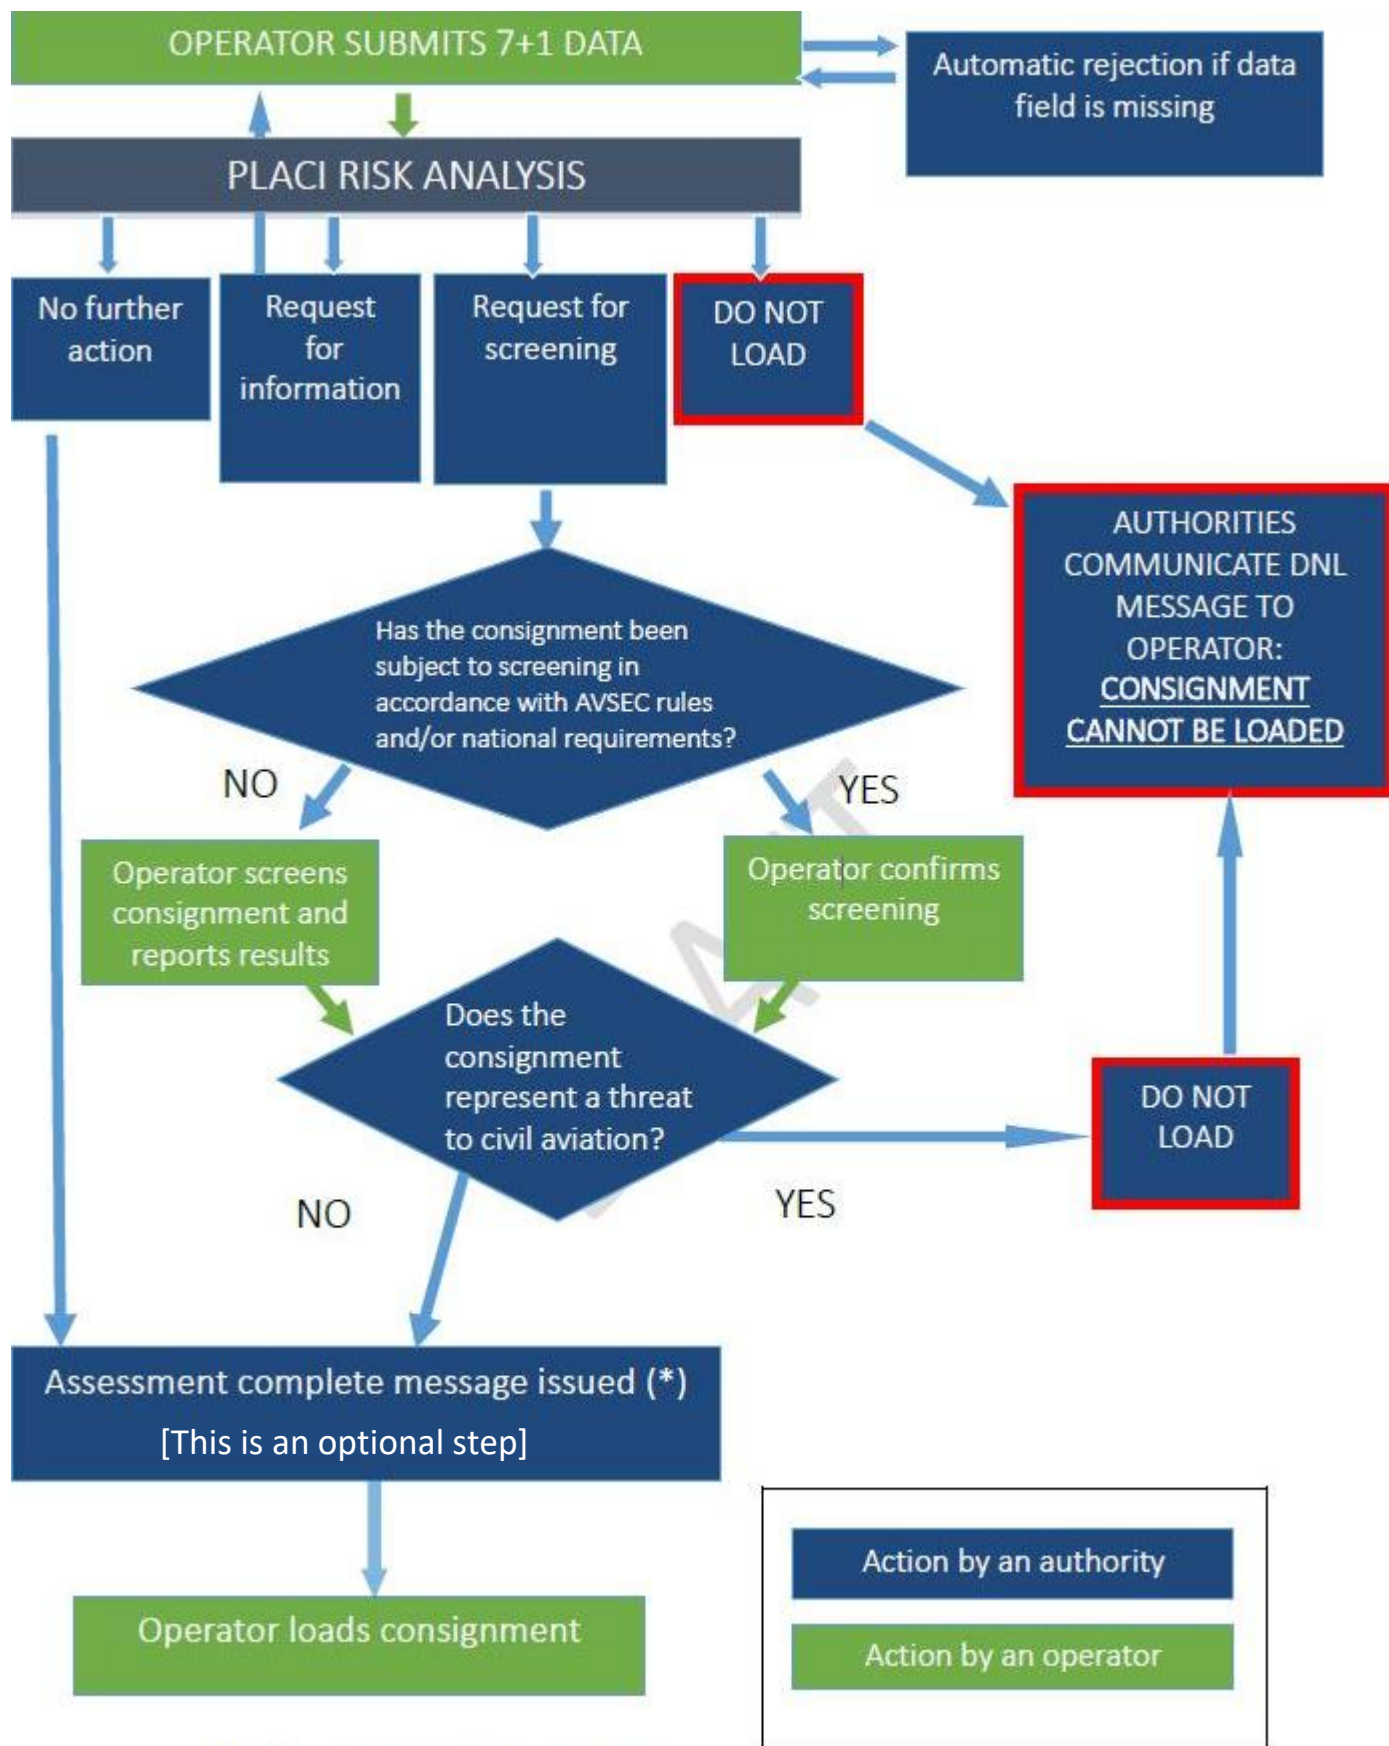 OPERATOR SUBMITS 7+1 DATA
Automatic rejection if data
field is missing
PLACI RISK ANALYSIS
No further
action
Request
for
information
Request for
screening
DO NOT
LOAD
AUTHORITIES
COMMUNICATE DNL
MESSAGE TO
OPERATOR:
CONSIGNMENT
CANNOT BE LOADED
Has the consignment been
subject to screening in
accordance with AVSEC rules
and/or national requirements?
NO
YES
Operator screens
consignment and
reports results
Operator confirms
screening
Does the
consignment
represent a threat
to civil aviation?
DO NOT
LOAD
NO
YES
Assessment complete message issued (*)
[This is an optional step]
Operator loads consignment
Action by an authority
Action by an operator